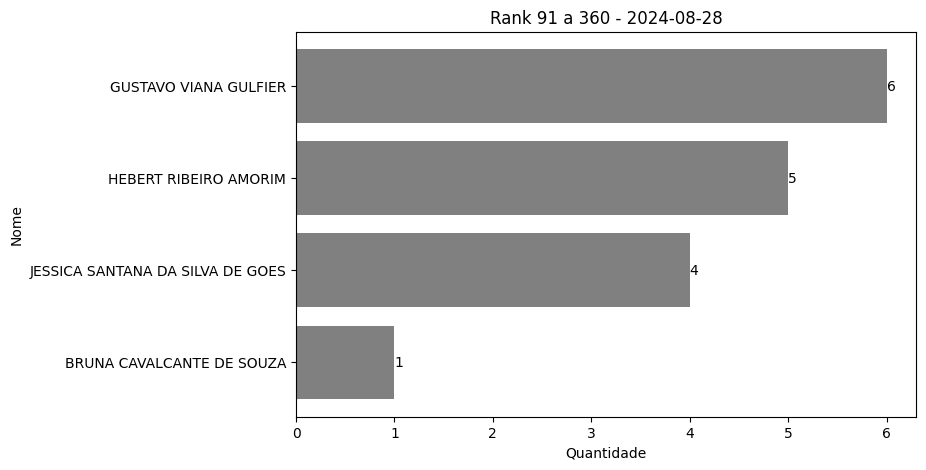 Rank 91 a 360 - 2024-08-28
GUSTAVO VIANA GULFIER
6
HEBERT RIBEIRO AMORIM
5
JESSICA SANTANA DA SILVA DE GOES
4
BRUNA CAVALCANTE DE SOUZA
1
Nome
0 1 2 3 4 5 6
Quantidade